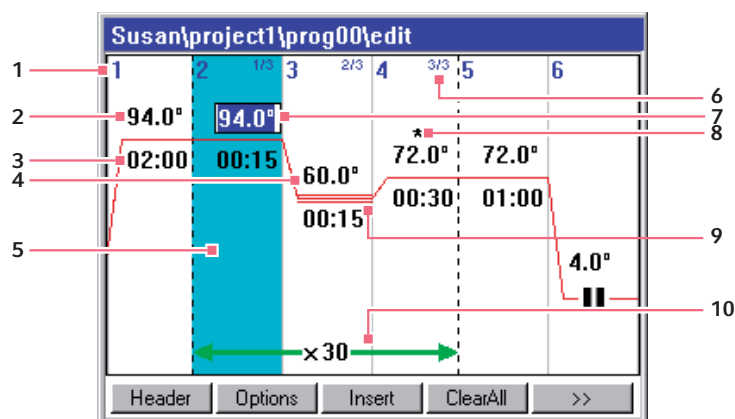 Susan\project1\prog00\edit
1 1 2 1/3 3 2/3 4 3/3 5 6
6
2 94.0° 94.0° 7
* 8
3 02:00 00:15 72.0° 72.0°
4 60.0°
00:30 01:00
00:15 9
5 4.0°
10
×30
Header Options Insert ClearAll >>